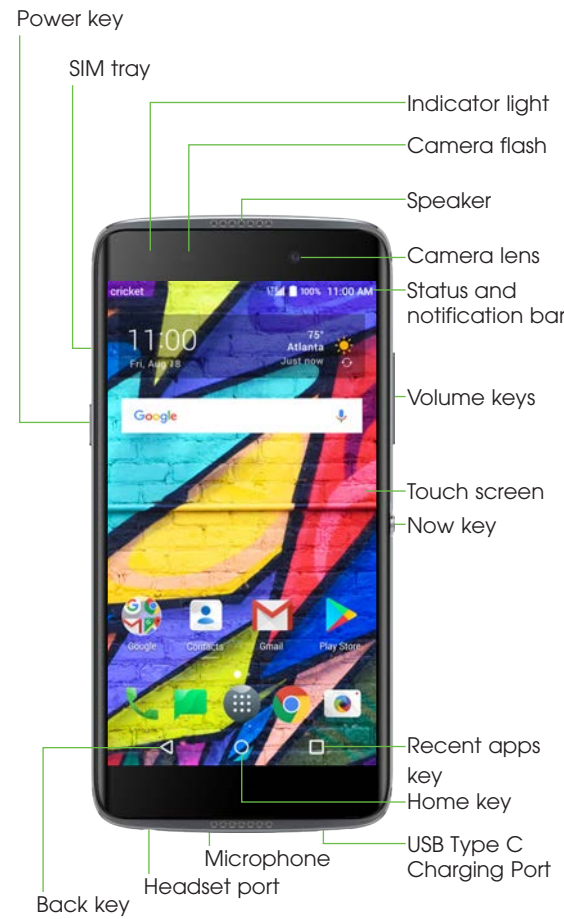 Power key
SIM tray
Indicator light
Camera flash
Speaker
Camera lens
cricket
LTE 100% 11:00 AM
Status and
notification bar
11:00
Fri, Aug 18
75°
Atlanta
Just now
Google
Volume keys
Touch screen
Now key
Google
Contacts
Gmail
Play Store
Recent apps
key
Home key
USB Type C
Charging Port
Microphone
Headset port
Back key